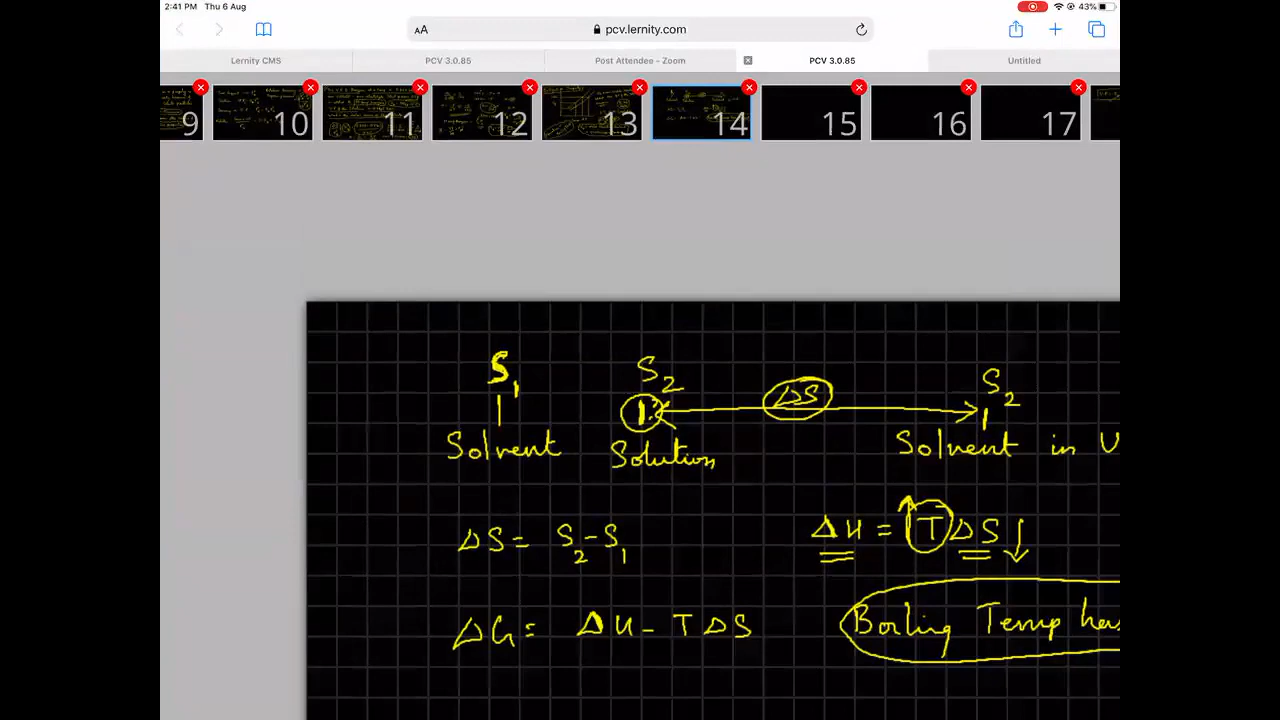 2:41 PM Thu 6 Aug
43%
AA
pcv.lernity.com
Lernity CMS
PCV 3.0.85
Post Attendee - Zoom
PCV 3.0.85
Untitled
9 10 11 12 13 14 15 16 17
S₁ S₂ ΔS S₂
Solvent Solution Solvent in
ΔS = S₂ - S₁
ΔH = TΔS
ΔG = ΔH - TΔS
Boiling Temp has